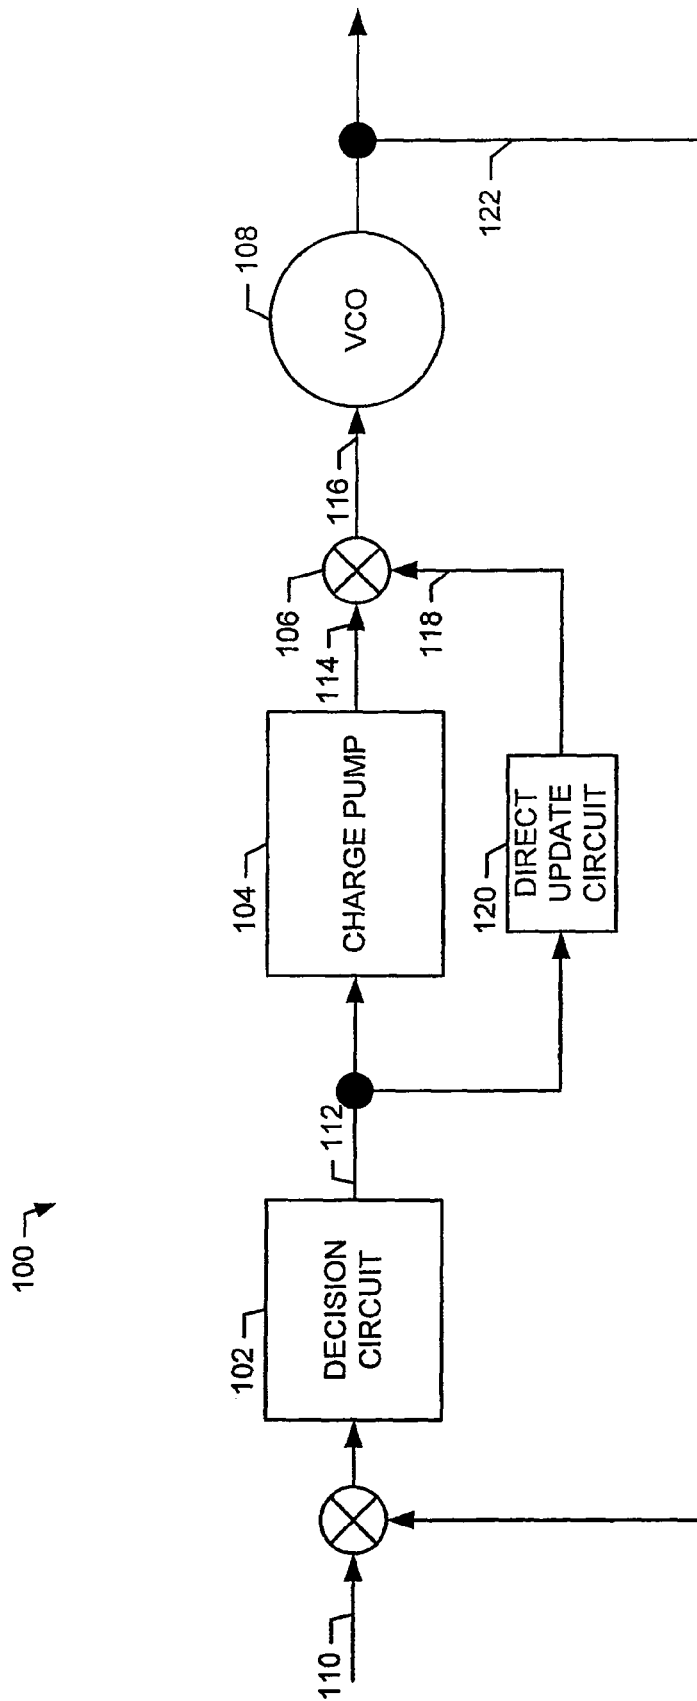 100
110
102
DECISION
CIRCUIT
112
104
CHARGE PUMP
120
DIRECT
UPDATE
CIRCUIT
114
106
118
116
108
VCO
122